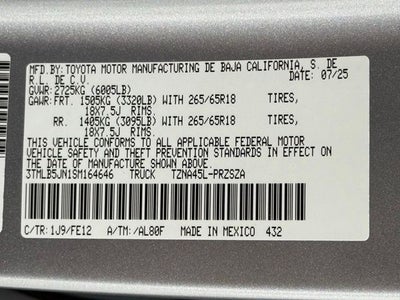 MFD.BY:TOYOTA MOTOR MANUFACTURING DE BAJA CALIFORNIA, S. DE
R.L. DE C.V. DATE: 07/25
GVWR:2725KG (6005LB)
GAWR:FRT. 1505KG (3320LB) WITH 265/65R18 TIRES,
18X7.5J RIMS.
RR. 1405KG (3095LB) WITH 265/65R18 TIRES,
18X7.5J RIMS.
THIS VEHICLE CONFORMS TO ALL APPLICABLE FEDERAL MOTOR
VEHICLE SAFETY AND THEFT PREVENTION STANDARDS IN EFFECT ON
THE DATE OF MANUFACTURE SHOWN ABOVE.
3TMLB5JN1SM164646 TRUCK TZNA45L-PRZSZA
C/TR: 1J9/FE12 A/TM: /AL80F MADE IN MEXICO 432